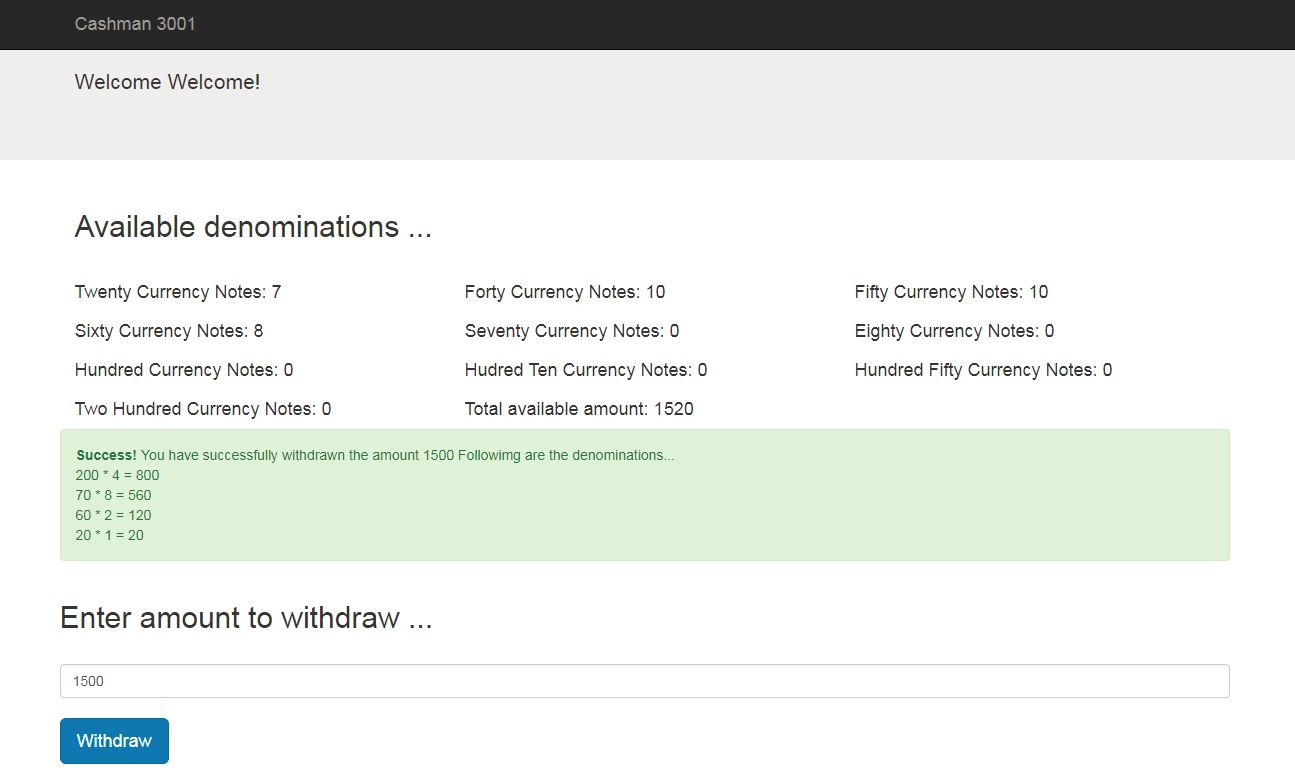 Cashman 3001
Welcome Welcome!
Available denominations ...
Twenty Currency Notes: 7
Forty Currency Notes: 10
Fifty Currency Notes: 10
Sixty Currency Notes: 8
Seventy Currency Notes: 0
Eighty Currency Notes: 0
Hundred Currency Notes: 0
Hudred Ten Currency Notes: 0
Hundred Fifty Currency Notes: 0
Two Hundred Currency Notes: 0
Total available amount: 1520
Success! You have successfully withdrawn the amount 1500 Followimg are the denominations...
200 * 4 = 800
70 * 8 = 560
60 * 2 = 120
20 * 1 = 20
Enter amount to withdraw ...
1500
Withdraw